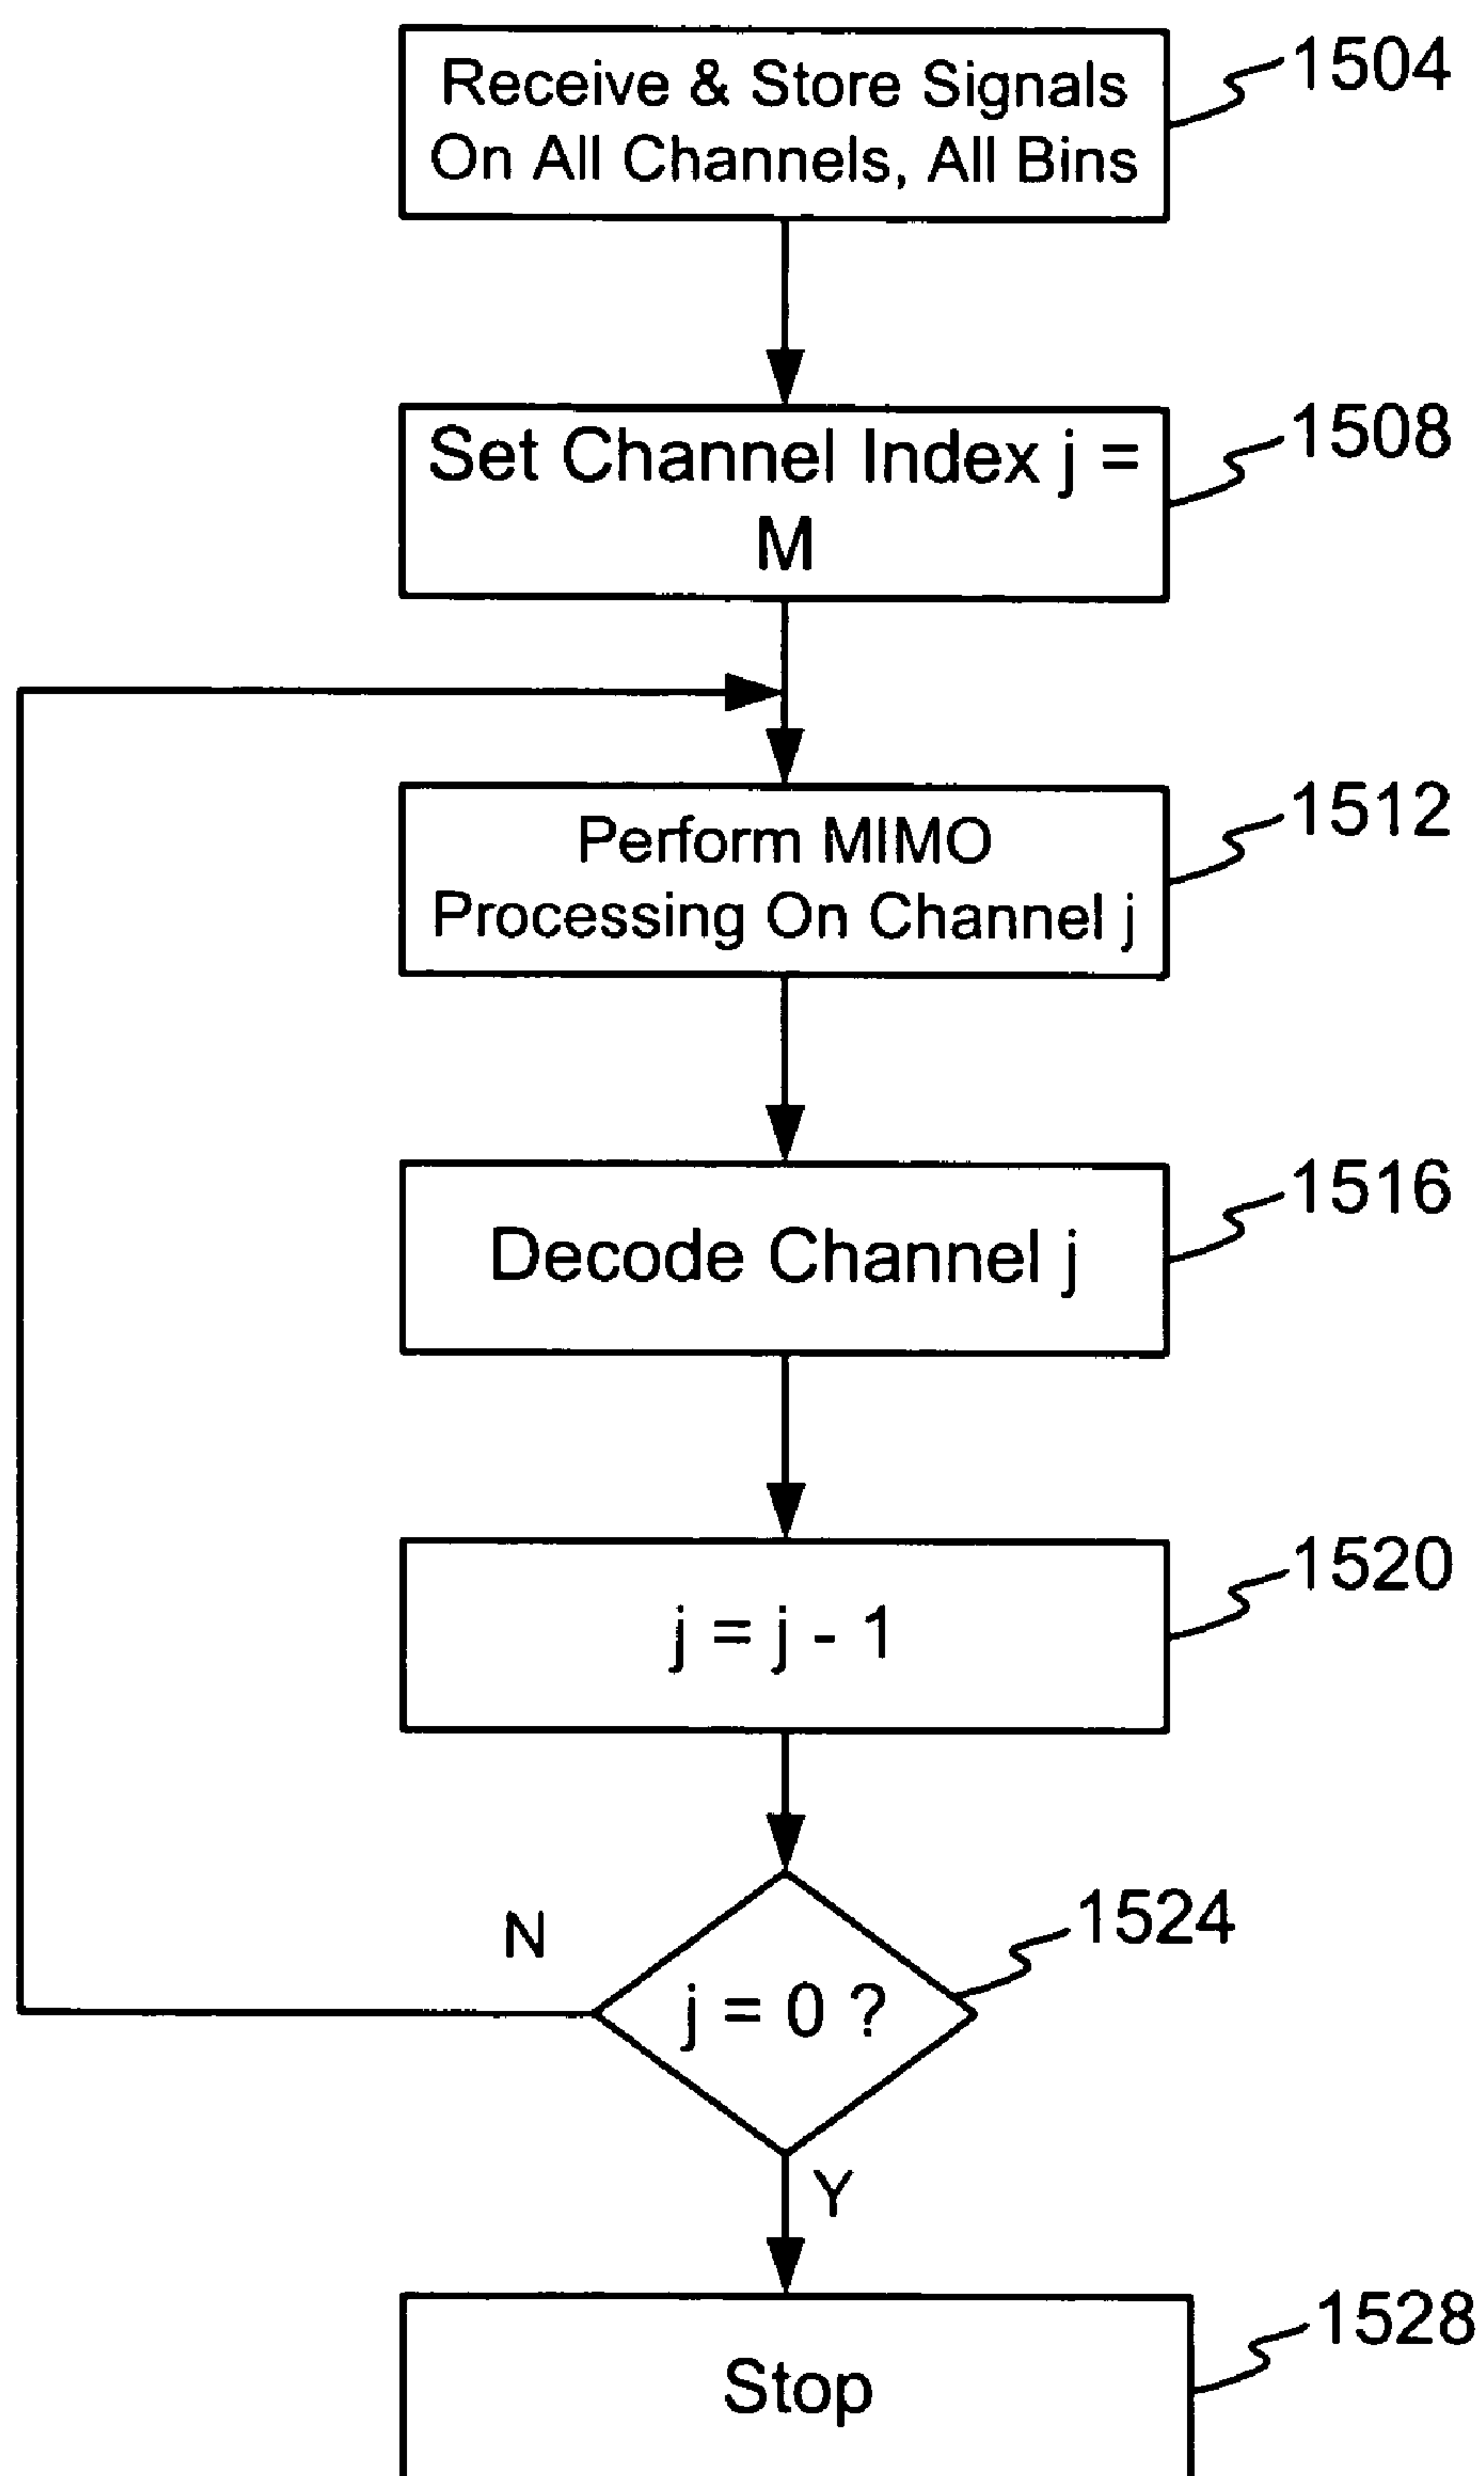 Receive & Store Signals
On All Channels, All Bins
1504
Set Channel Index j =
M
1508
Perform MIMO
Processing On Channel j
1512
Decode Channel j
1516
j = j - 1
1520
N
j = 0 ?
1524
Y
Stop
1528